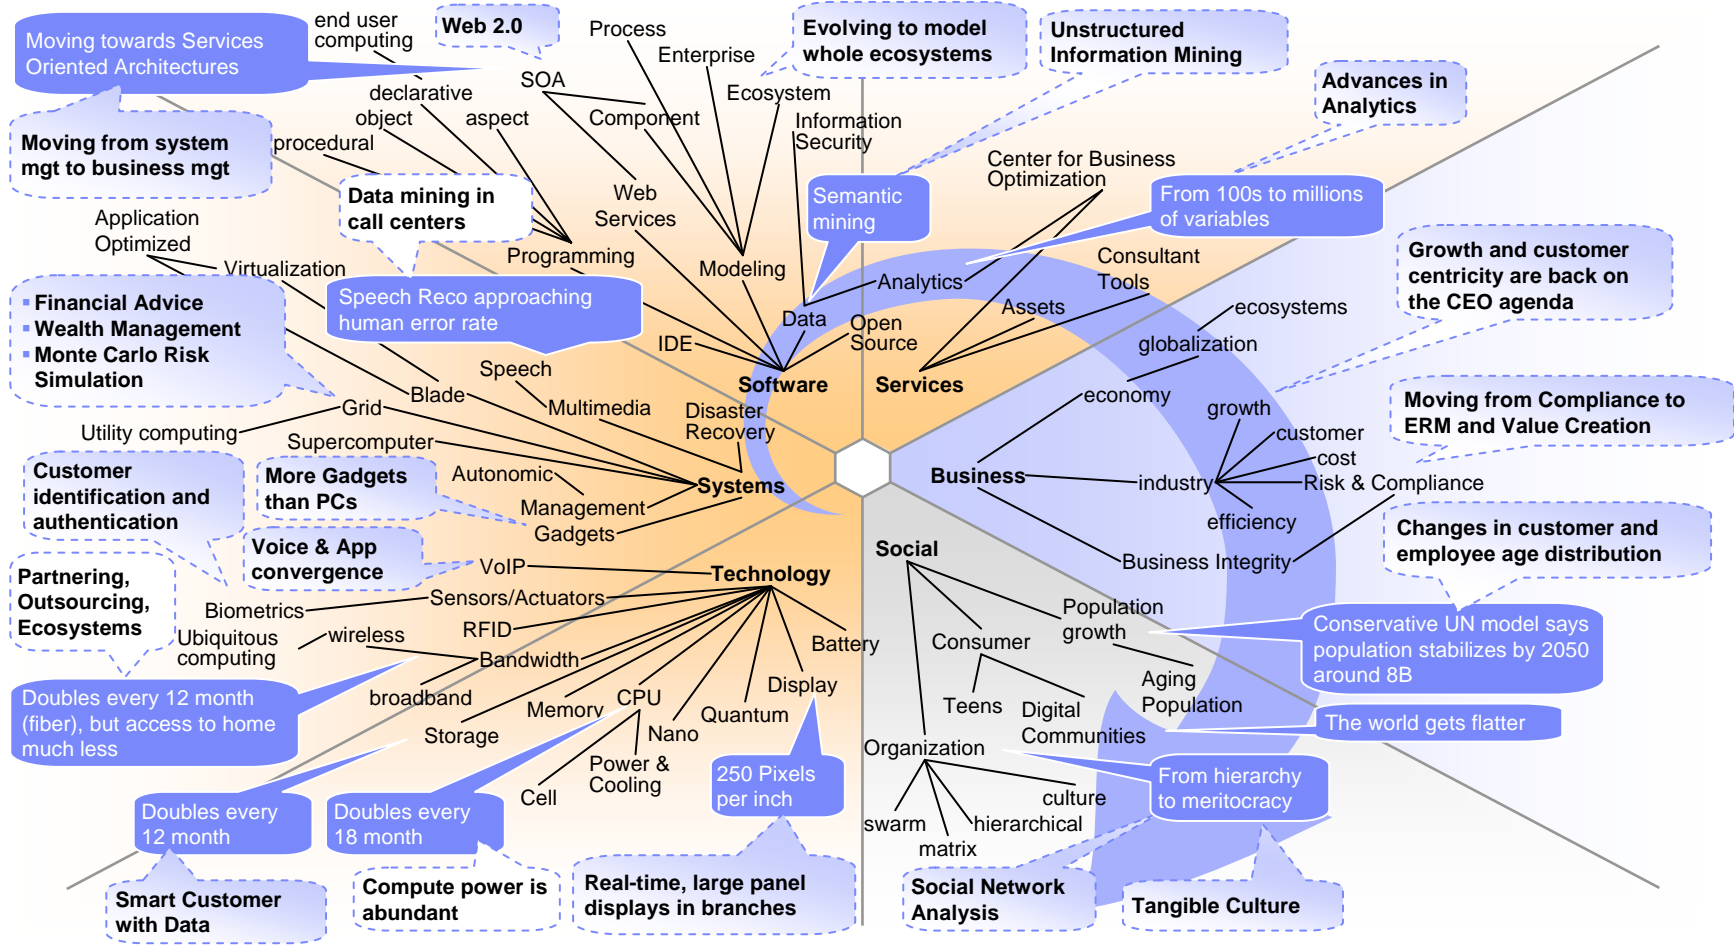 Moving towards Services
Oriented Architectures
end user
computing
Web 2.0
Process
Enterprise
Evolving to model
whole ecosystems
Unstructured
Information Mining
Advances in
Analytics
SOA
declarative
object
aspect
procedural
Component
Ecosystem
Information
Security
Moving from system
mgt to business mgt
Center for Business
Optimization
Data mining in
call centers
Web
Services
Semantic
mining
From 100s to millions
of variables
Application
Optimized
Virtualization
Programming
Modeling
Analytics
Consultant
Tools
Growth and customer
centricity are back on
the CEO agenda
Financial Advice
Wealth Management
Monte Carlo Risk
Simulation
Speech Reco approaching
human error rate
Data
Open
Source
Assets
ecosystems
globalization
IDE
Speech
Software
Services
economy
Blade
Grid
Multimedia
Disaster
Recovery
growth
Moving from Compliance to
ERM and Value Creation
Utility computing
Supercomputer
customer
cost
Customer
identification and
authentication
More Gadgets
than PCs
Autonomic
Systems
Business
industry
Risk & Compliance
Management
Gadgets
efficiency
Changes in customer and
employee age distribution
Voice & App
convergence
VoIP
Technology
Social
Business Integrity
Partnering,
Outsourcing,
Ecosystems
Biometrics
Sensors/Actuators
RFID
Ubiquitous
computing
wireless
Bandwidth
Battery
Consumer
Population
growth
Conservative UN model says
population stabilizes by 2050
around 8B
Doubles every 12 month
(fiber), but access to home
much less
broadband
Memory
CPU
Display
Quantum
Nano
Storage
Teens
Digital
Communities
Aging
Population
The world gets flatter
Organization
Power &
Cooling
Cell
250 Pixels
per inch
From hierarchy
to meritocracy
Doubles every
12 month
Doubles every
18 month
culture
swarm
hierarchical
matrix
Smart Customer
with Data
Compute power is
abundant
Real-time, large panel
displays in branches
Social Network
Analysis
Tangible Culture